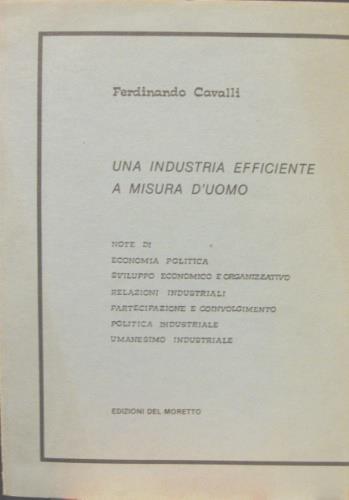 Ferdinando Cavalli
UNA INDUSTRIA EFFICIENTE
A MISURA D'UOMO
NOTE DI
ECONOMIA POLITICA
SVILUPPO ECONOMICO E ORGANIZZATIVO
RELAZIONI INDUSTRIALI
PARTECIPAZIONE E COINVOLGIMENTO
POLITICA INDUSTRIALE
UMANESIMO INDUSTRIALE
EDIZIONI DEL MORETTO